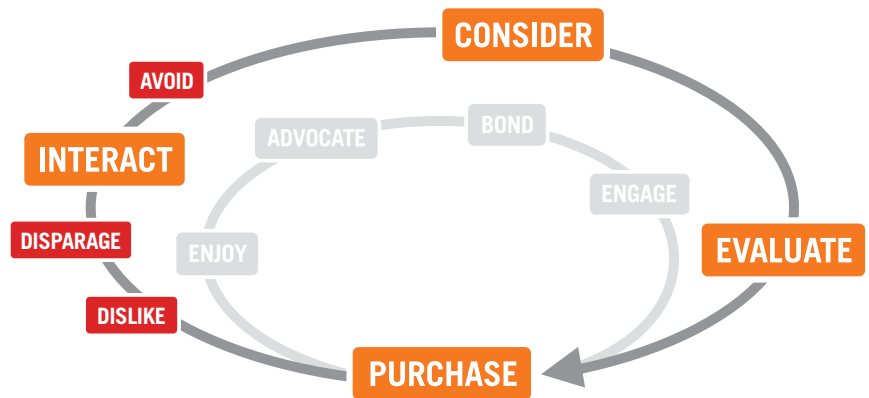 CONSIDER
AVOID
ADVOCATE
BOND
INTERACT
ENGAGE
DISPARAGE
ENJOY
EVALUATE
DISLIKE
PURCHASE